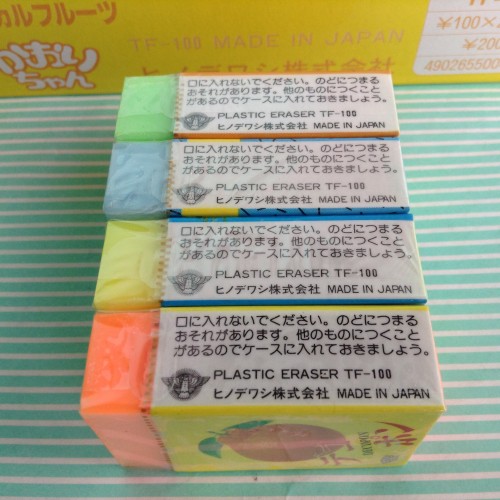 カルフルーツ
かおり
ちゃん
TF-100 MADE IN JAPAN
ヒノデワシ株式会社
¥100×
¥200
490265500
口に入れないでください。のどにつまる
おそれがあります。他のものにつくこと
があるのでケースに入れておきましょう。
PLASTIC ERASER TF-100
ヒノデワシ株式会社 MADE IN JAPAN
口に入れないでください。のどにつまる
おそれがあります。他のものにつくこと
があるのでケースに入れておきましょう。
PLASTIC ERASER TF-100
ヒノデワシ株式会社 MADE IN JAPAN
口に入れないでください。のどにつまる
おそれがあります。他のものにつくこと
があるのでケースに入れておきましょう。
PLASTIC ERASER TF-100
ヒノデワシ株式会社 MADE IN JAPAN
口に入れないでください。のどにつまる
おそれがあります。他のものにつくこと
があるのでケースに入れておきましょう。
PLASTIC ERASER TF-100
ヒノデワシ株式会社 MADE IN JAPAN